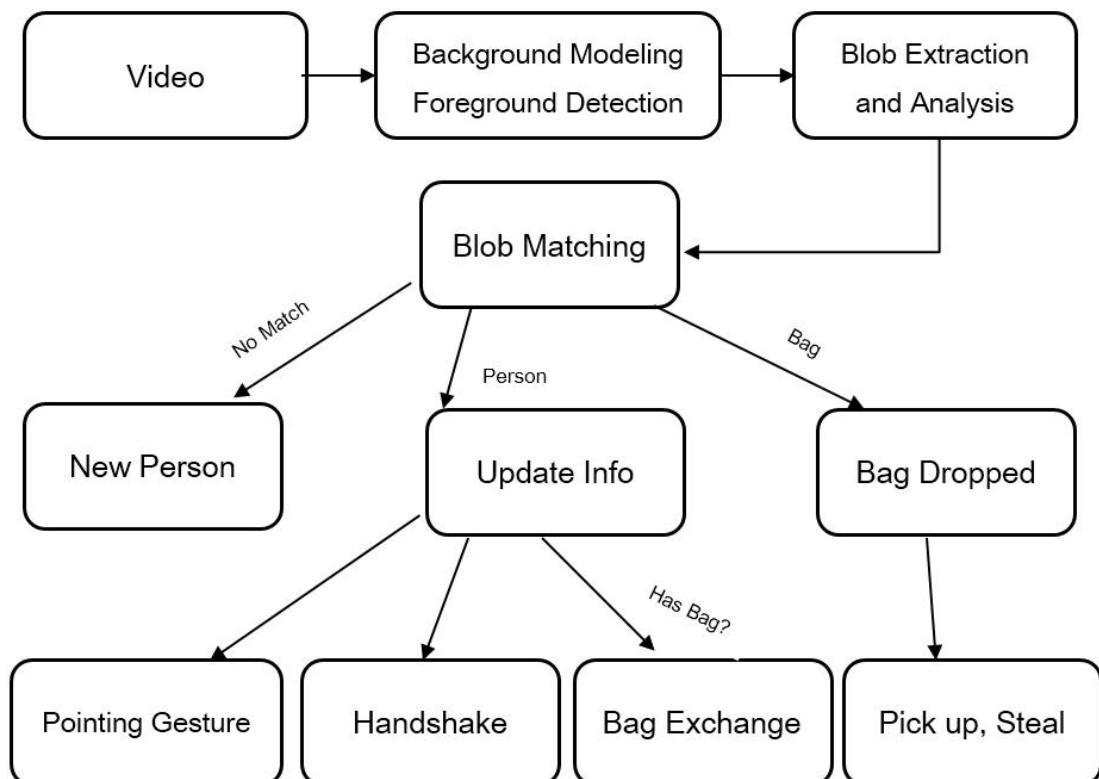 Video
Background Modeling
Foreground Detection
Blob Extraction
and Analysis
Blob Matching
No Match
Person
Bag
New Person
Update Info
Bag Dropped
Has Bag?
Pointing Gesture
Handshake
Bag Exchange
Pick up, Steal